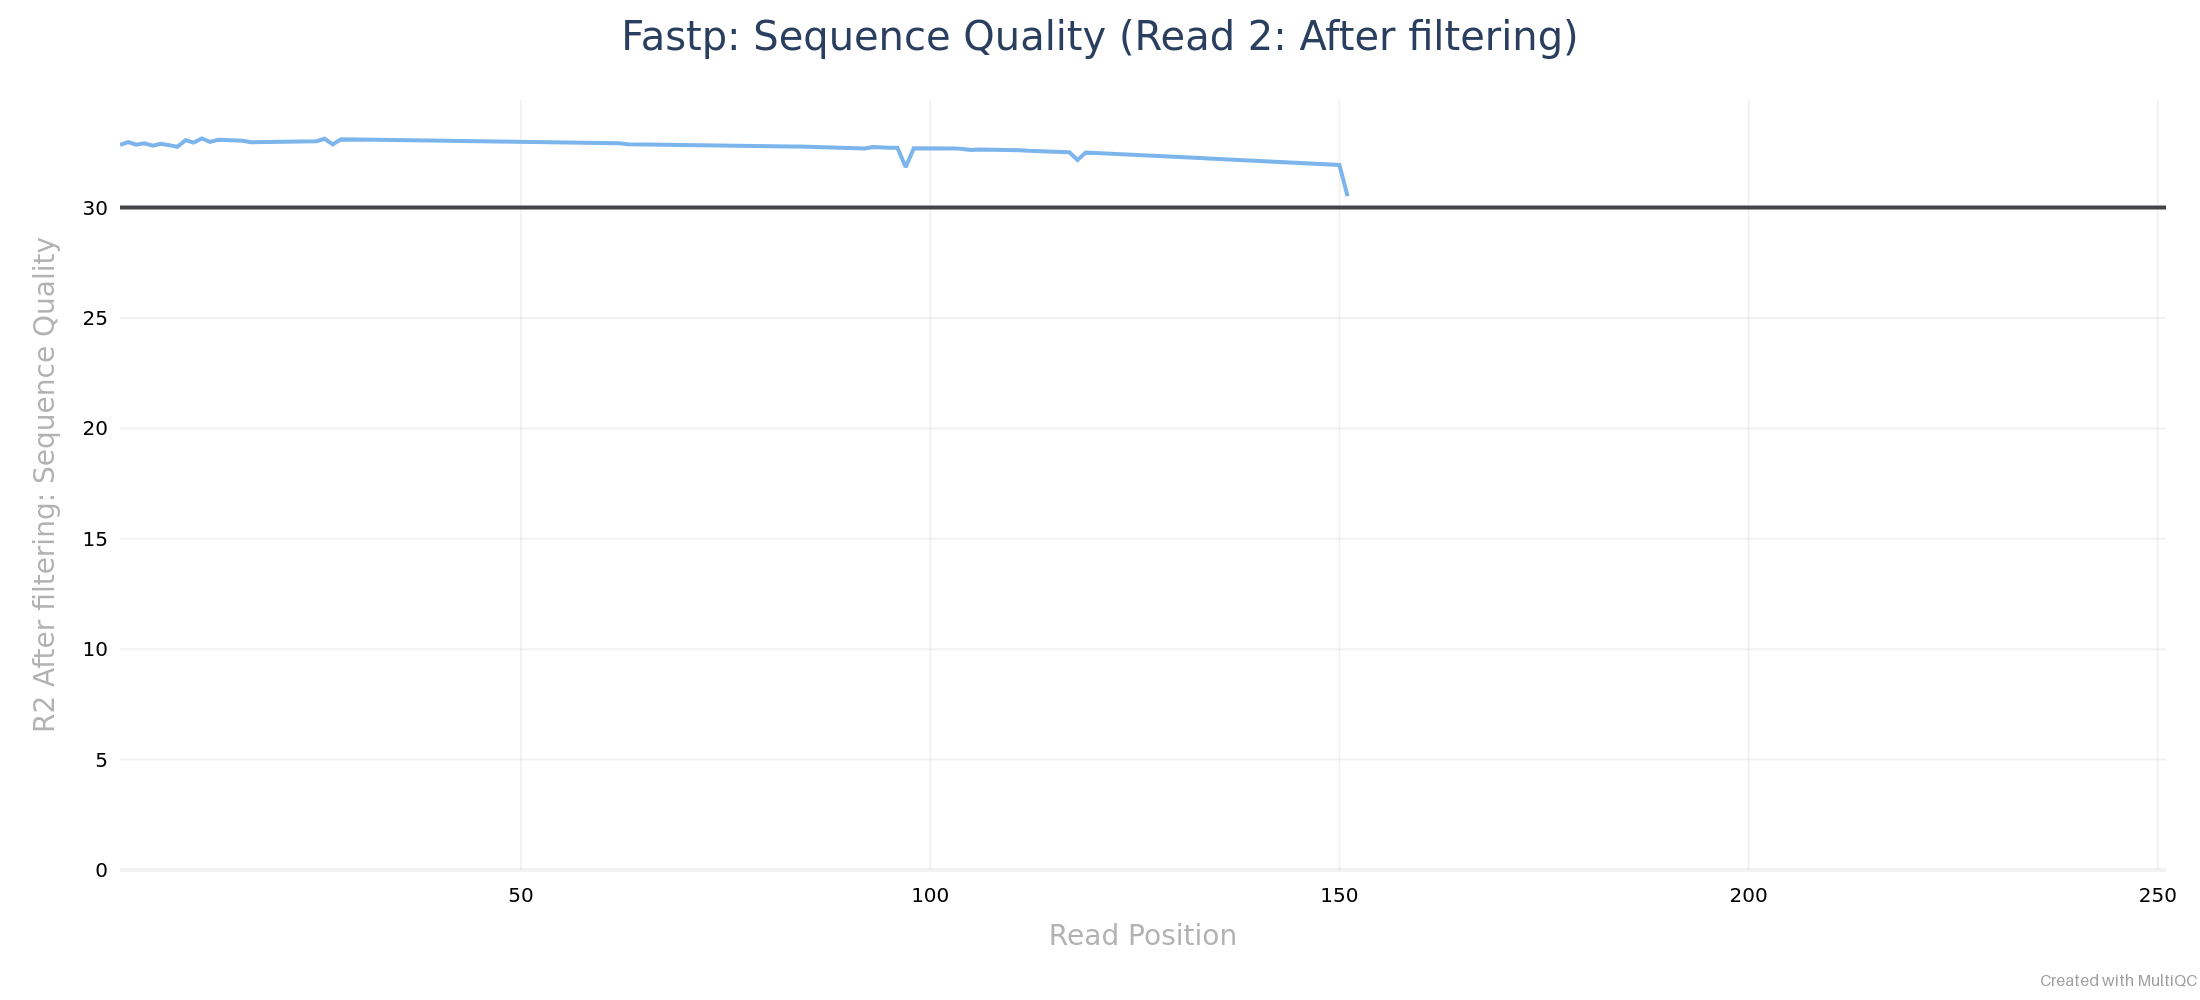 Fastp: Sequence Quality (Read 2: After filtering)
R2 After filtering: Sequence Quality
30
25
20
15
10
5
0
50 100 150 200 250
Read Position
Created with MultiQC